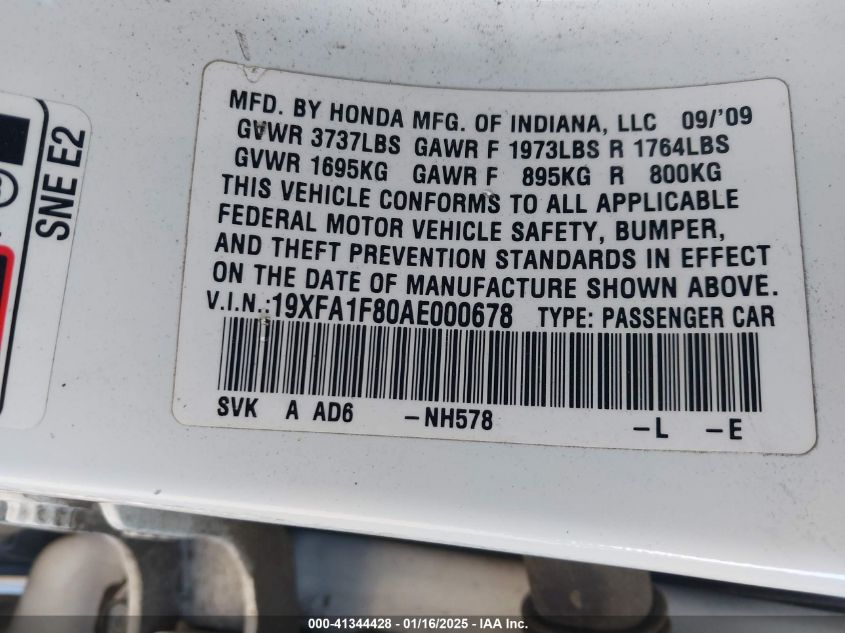 MFD. BY HONDA MFG. OF INDIANA, LLC 09/'09
GVWR 3737LBS GAWR F 1973LBS R 1764LBS
GVWR 1695KG GAWR F 895KG R 800KG
THIS VEHICLE CONFORMS TO ALL APPLICABLE
FEDERAL MOTOR VEHICLE SAFETY, BUMPER,
AND THEFT PREVENTION STANDARDS IN EFFECT
ON THE DATE OF MANUFACTURE SHOWN ABOVE.
V.I.N.:19XFA1F80AE000678 TYPE: PASSENGER CAR
SVK A AD6 -NH578 -L -E
SNE E2
000-41344428 - 01/16/2025 - IAA Inc.